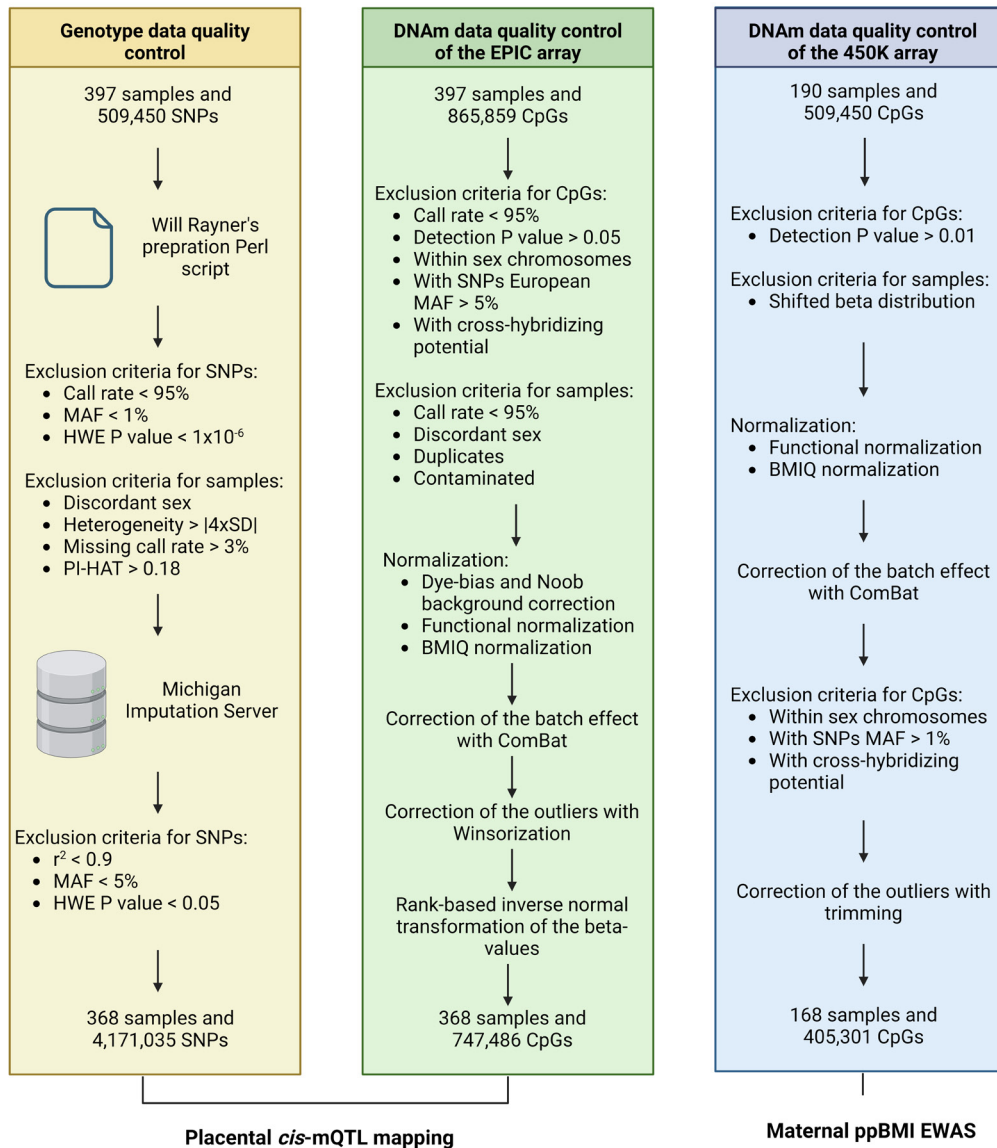 Genotype data quality
control
397 samples and
509,450 SNPs
Will Rayner's
prepration Perl
script
Exclusion criteria for SNPs:
• Call rate < 95%
• MAF < 1%
• HWE P value < 1x10⁻⁶
Exclusion criteria for samples:
• Discordant sex
• Heterogeneity > |4xSD|
• Missing call rate > 3%
• PI-HAT > 0.18
Michigan
Imputation Server
Exclusion criteria for SNPs:
• r² < 0.9
• MAF < 5%
• HWE P value < 0.05
368 samples and
4,171,035 SNPs
DNAm data quality control
of the EPIC array
397 samples and
865,859 CpGs
Exclusion criteria for CpGs:
• Call rate < 95%
• Detection P value > 0.05
• Within sex chromosomes
• With SNPs European
MAF > 5%
• With cross-hybridizing
potential
Exclusion criteria for samples:
• Call rate < 95%
• Discordant sex
• Duplicates
• Contaminated
Normalization:
• Dye-bias and Noob
background correction
• Functional normalization
• BMIQ normalization
Correction of the batch effect
with ComBat
Correction of the outliers with
Winsorization
Rank-based inverse normal
transformation of the beta-
values
368 samples and
747,486 CpGs
Placental cis-mQTL mapping
DNAm data quality control
of the 450K array
190 samples and
509,450 CpGs
Exclusion criteria for CpGs:
• Detection P value > 0.01
Exclusion criteria for samples:
• Shifted beta distribution
Normalization:
• Functional normalization
• BMIQ normalization
Correction of the batch effect
with ComBat
Exclusion criteria for CpGs:
• Within sex chromosomes
• With SNPs MAF > 1%
• With cross-hybridizing
potential
Correction of the outliers with
trimming
168 samples and
405,301 CpGs
Maternal ppBMI EWAS